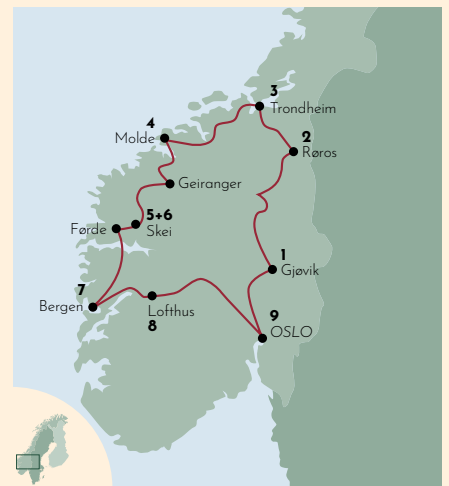 3
Trondheim
4
Molde
2
Røros
Geiranger
5+6
Skei
Førde
1
Gjøvik
7
Bergen
Lofthus
8
9
OSLO